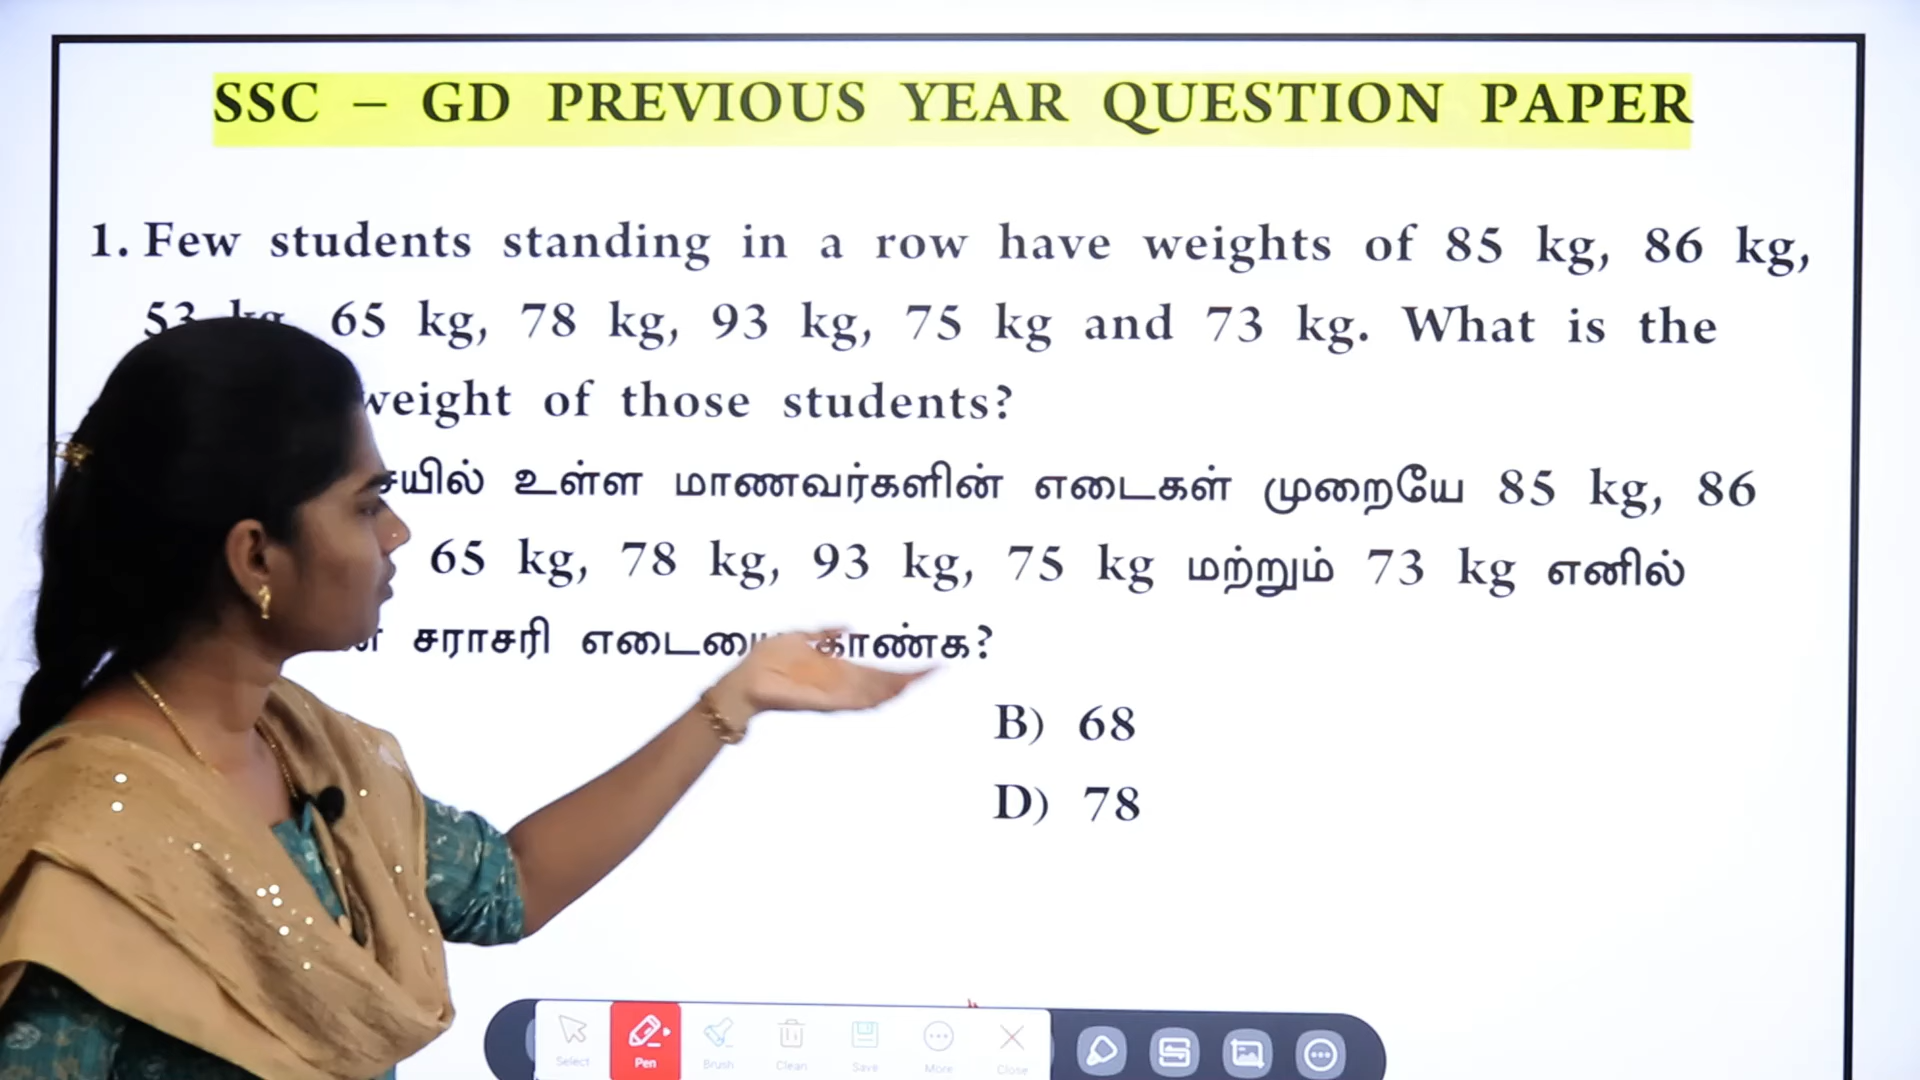 SSC – GD PREVIOUS YEAR QUESTION PAPER
1. Few students standing in a row have weights of 85 kg, 86 kg,
53 kg, 65 kg, 78 kg, 93 kg, 75 kg and 73 kg. What is the
weight of those students?
உள்ள மாணவர்களின் எடைகள் முறையே 85 kg, 86
65 kg, 78 kg, 93 kg, 75 kg மற்றும் 73 kg எனில்
சராசரி காண்க?
B) 68
D) 78
Select Pen Brush Clean Save More Close